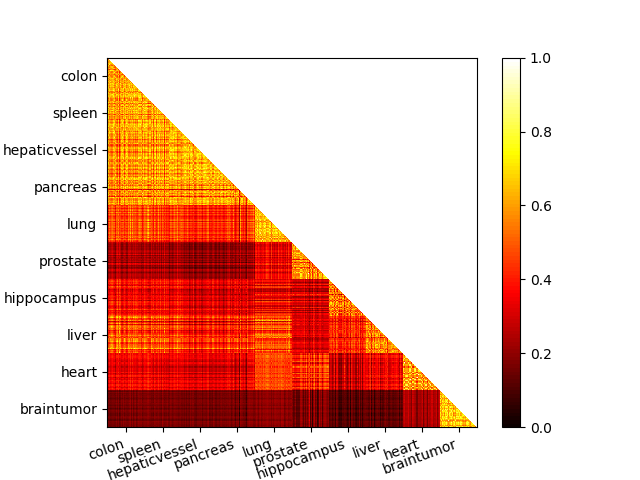 colon
spleen
hepaticvessel
pancreas
lung
prostate
hippocampus
liver
heart
braintumor
colon
spleen
hepaticvessel
pancreas
lung
prostate
hippocampus
liver
heart
braintumor
1.0
0.8
0.6
0.4
0.2
0.0